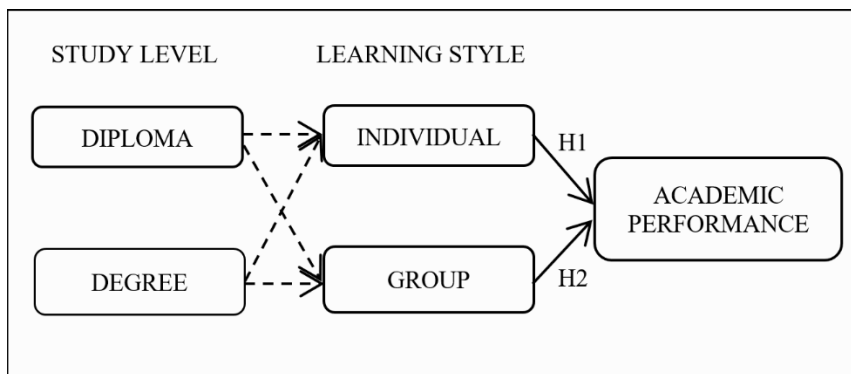 STUDY LEVEL
LEARNING STYLE
DIPLOMA
INDIVIDUAL
H1
ACADEMIC
PERFORMANCE
DEGREE
GROUP
H2